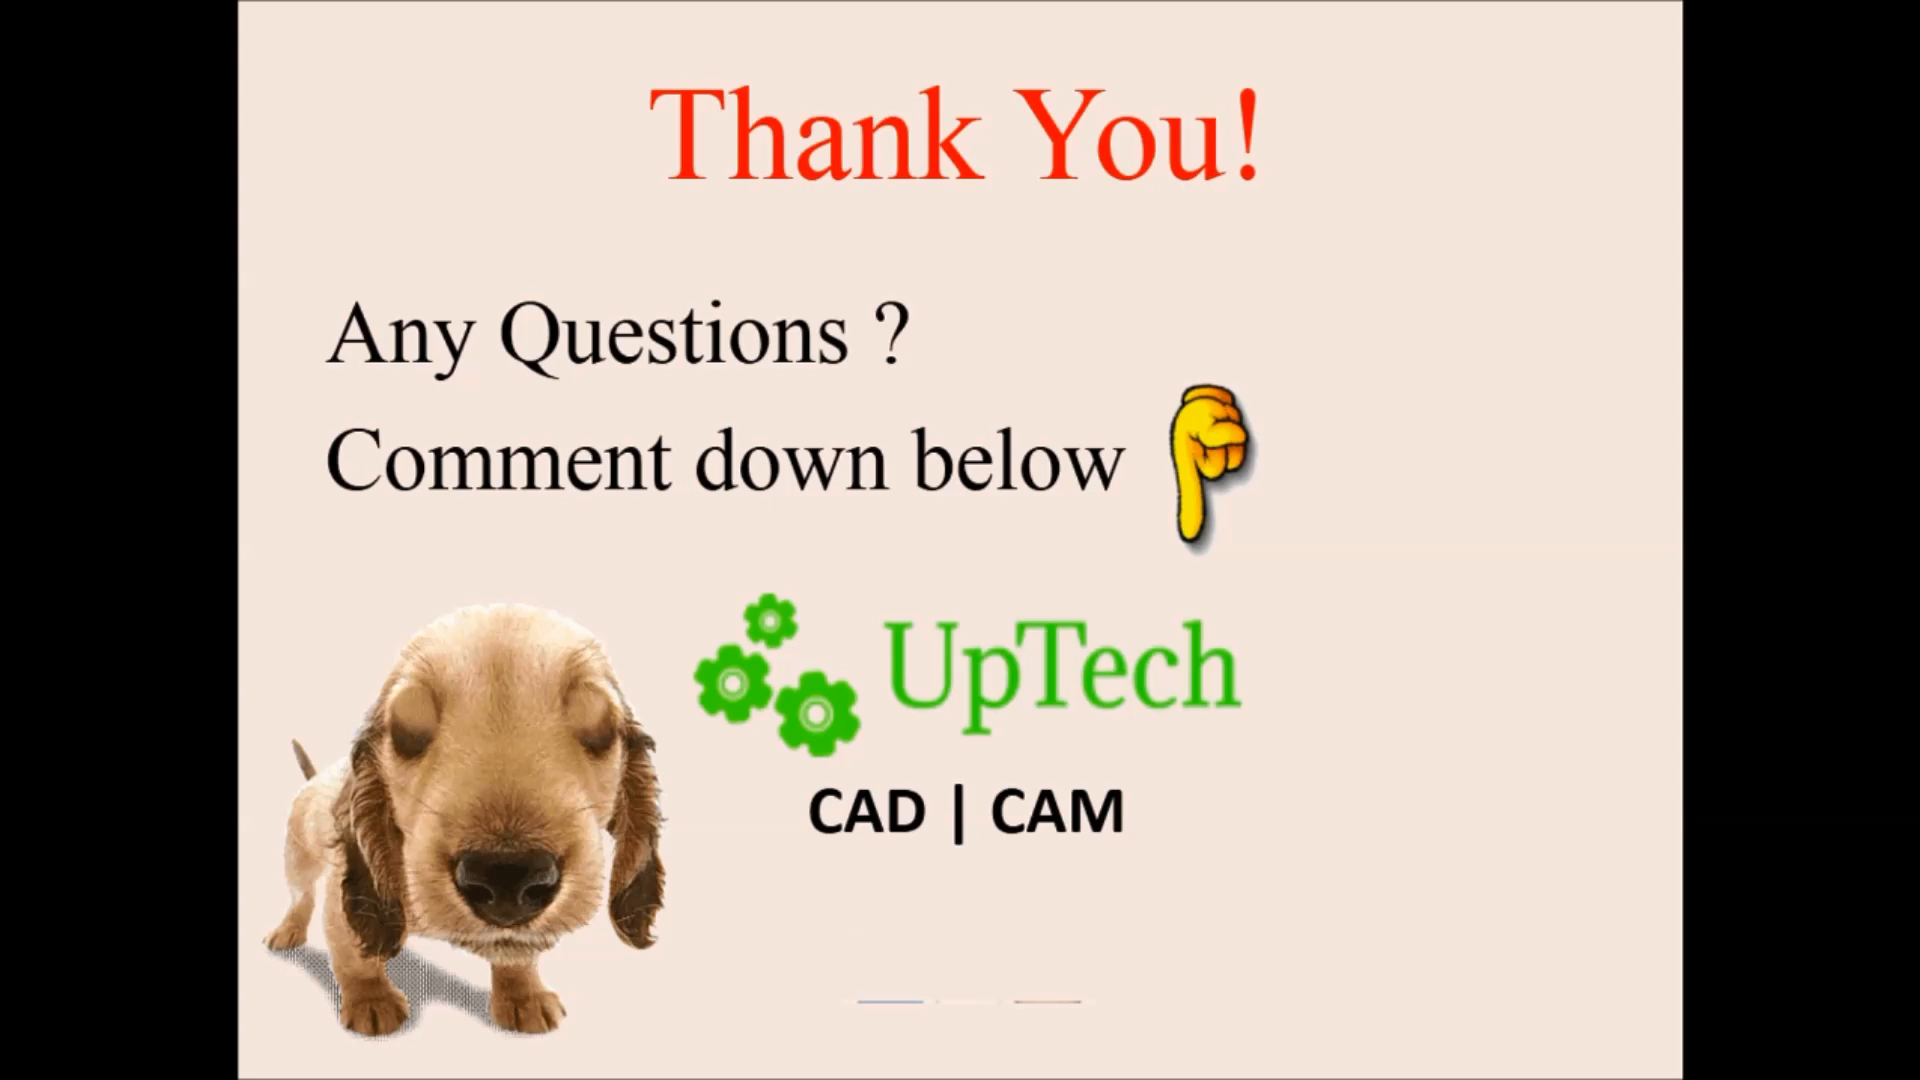 Thank You!
Any Questions ?
Comment down below
UpTech
CAD | CAM